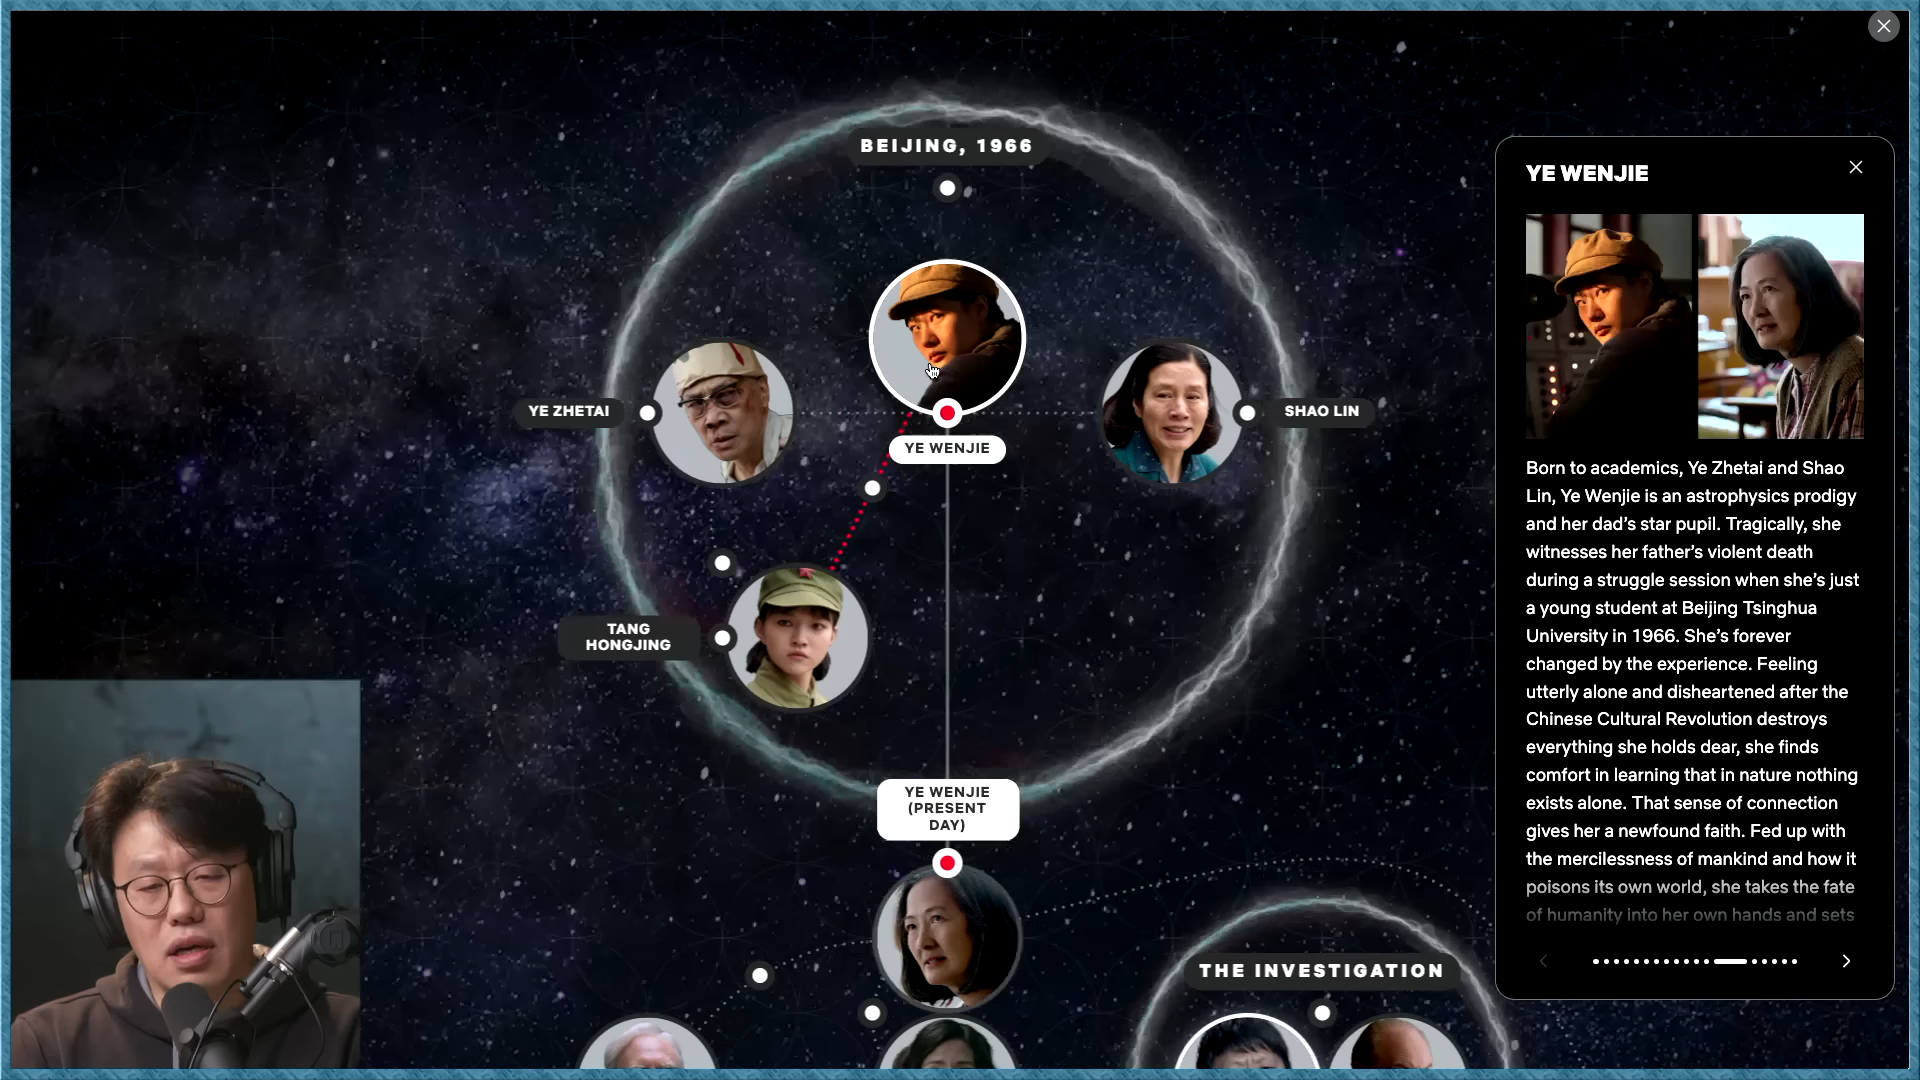 BEIJING, 1966
YE ZHETAI
YE WENJIE
SHAO LIN
TANG
HONGJING
YE WENJIE
(PRESENT
DAY)
THE INVESTIGATION
YE WENJIE
Born to academics, Ye Zhetai and Shao
Lin, Ye Wenjie is an astrophysics prodigy
and her dad’s star pupil. Tragically, she
witnesses her father’s violent death
during a struggle session when she’s just
a young student at Beijing Tsinghua
University in 1966. She’s forever
changed by the experience. Feeling
utterly alone and disheartened after the
Chinese Cultural Revolution destroys
everything she holds dear, she finds
comfort in learning that in nature nothing
exists alone. That sense of connection
gives her a newfound faith. Fed up with
the mercilessness of mankind and how it
poisons its own world, she takes the fate
of humanity into her own hands and sets